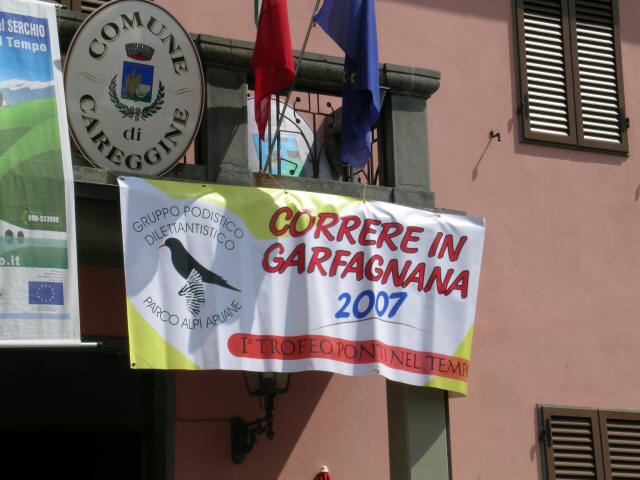 el SERCHIO
l Tempo
COMUNE
di
CAREGGINE
GRUPPO PODISTICO
DILETTANTISTICO
PARCO ALPI APUANE
CORRERE IN
GARFAGNANA
2007
I° TROFEO PONTI NEL TEMPO
o.it